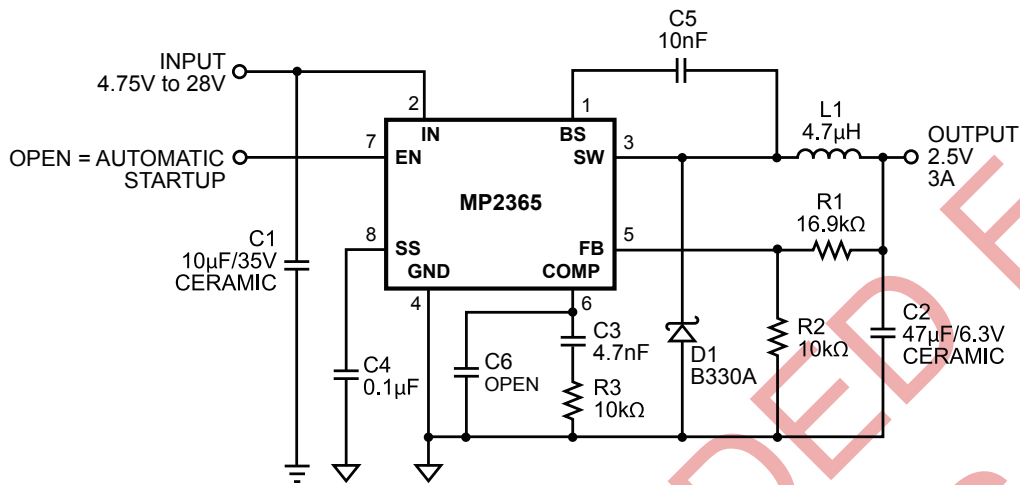 C5
10nF
INPUT
4.75V to 28V
2
1
IN
BS
L1
4.7µH
7
EN
3
SW
OUTPUT
2.5V
3A
OPEN = AUTOMATIC
STARTUP
MP2365
R1
16.9kΩ
8
SS
5
FB
C1
10µF/35V
CERAMIC
GND
COMP
4
6
C3
4.7nF
R2
10kΩ
C2
47µF/6.3V
CERAMIC
C4
0.1µF
C6
OPEN
R3
10kΩ
D1
B330A